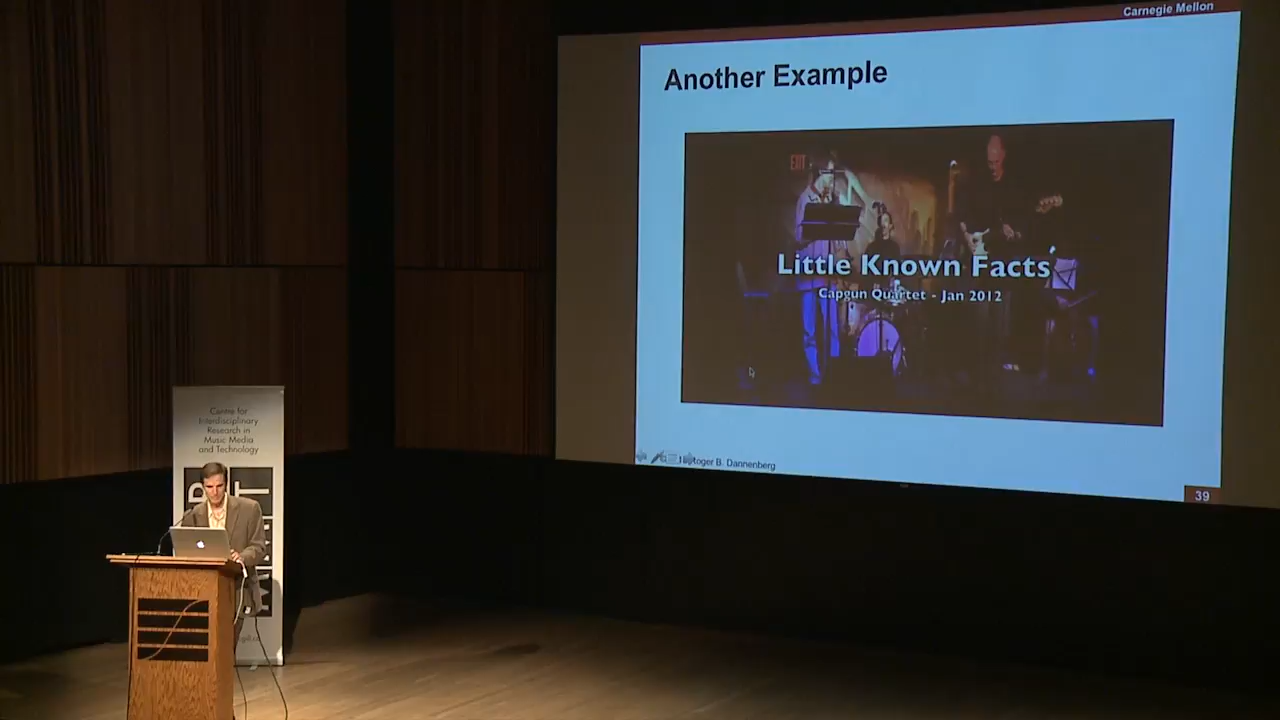 Carnegie Mellon
Another Example
EXIT
Little Known Facts
Capgun Quartet - Jan 2012
Roger B. Dannenberg
39
Centre for
Interdisciplinary
Research in
Music Media
and Technology